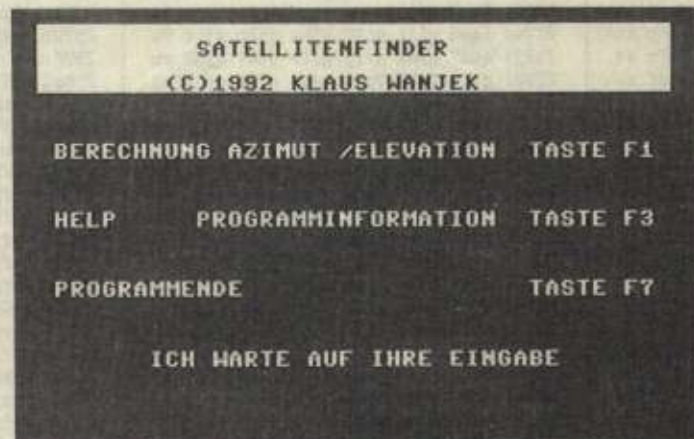 SATELLITENFINDER
(C)1992 KLAUS WANJEK
BERECHNUNG AZIMUT /ELEVATION TASTE F1
HELP PROGRAMMINFORMATION TASTE F3
PROGRAMMENDE TASTE F7
ICH WARTE AUF IHRE EINGABE